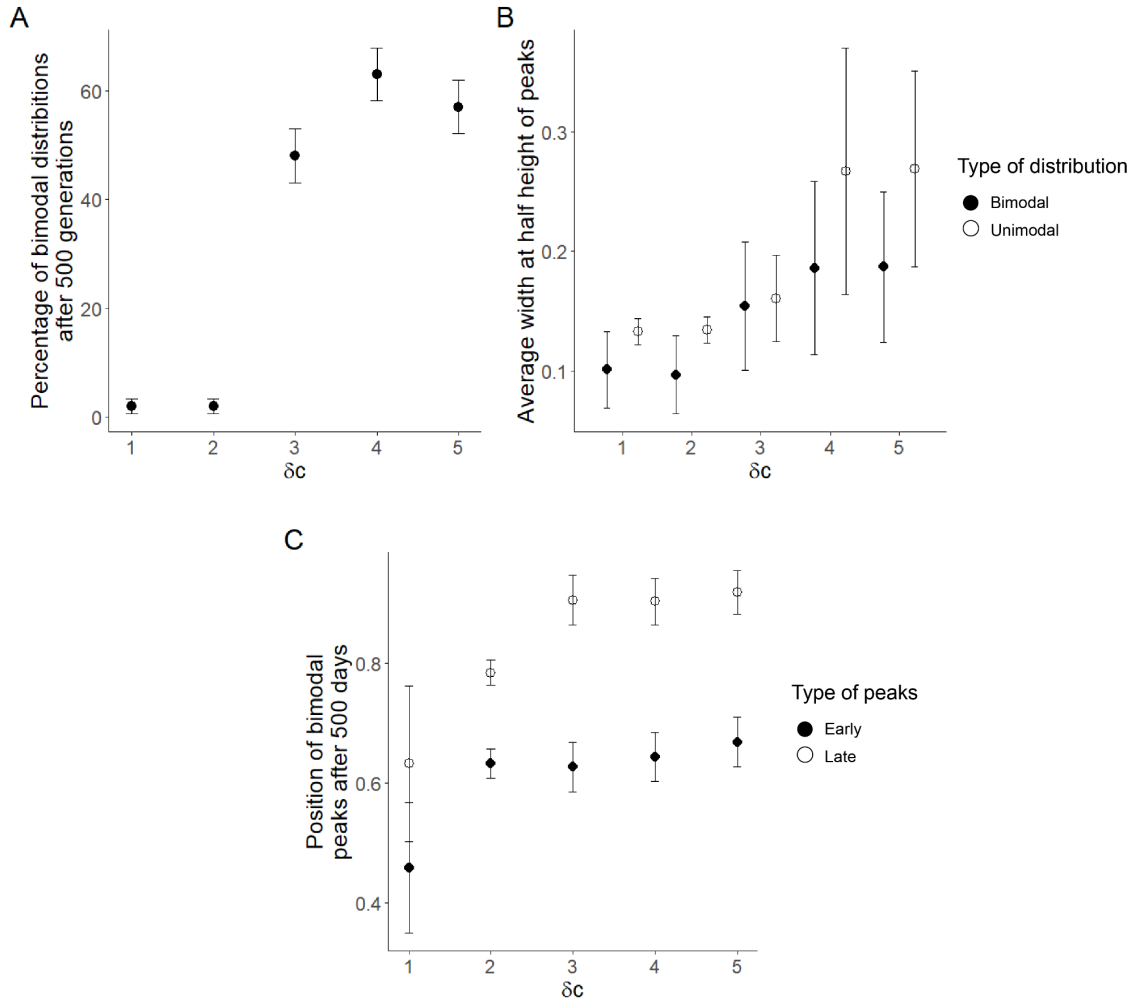 A
Percentage of bimodal distribitions
after 500 generations
60
40
20
0
1 2 3 4 5
δc
B
Average width at half height of peaks
0.3
0.2
0.1
1 2 3 4 5
δc
Type of distribution
Bimodal
Unimodal
C
Position of bimodal
peaks after 500 days
0.8
0.6
0.4
1 2 3 4 5
δc
Type of peaks
Early
Late